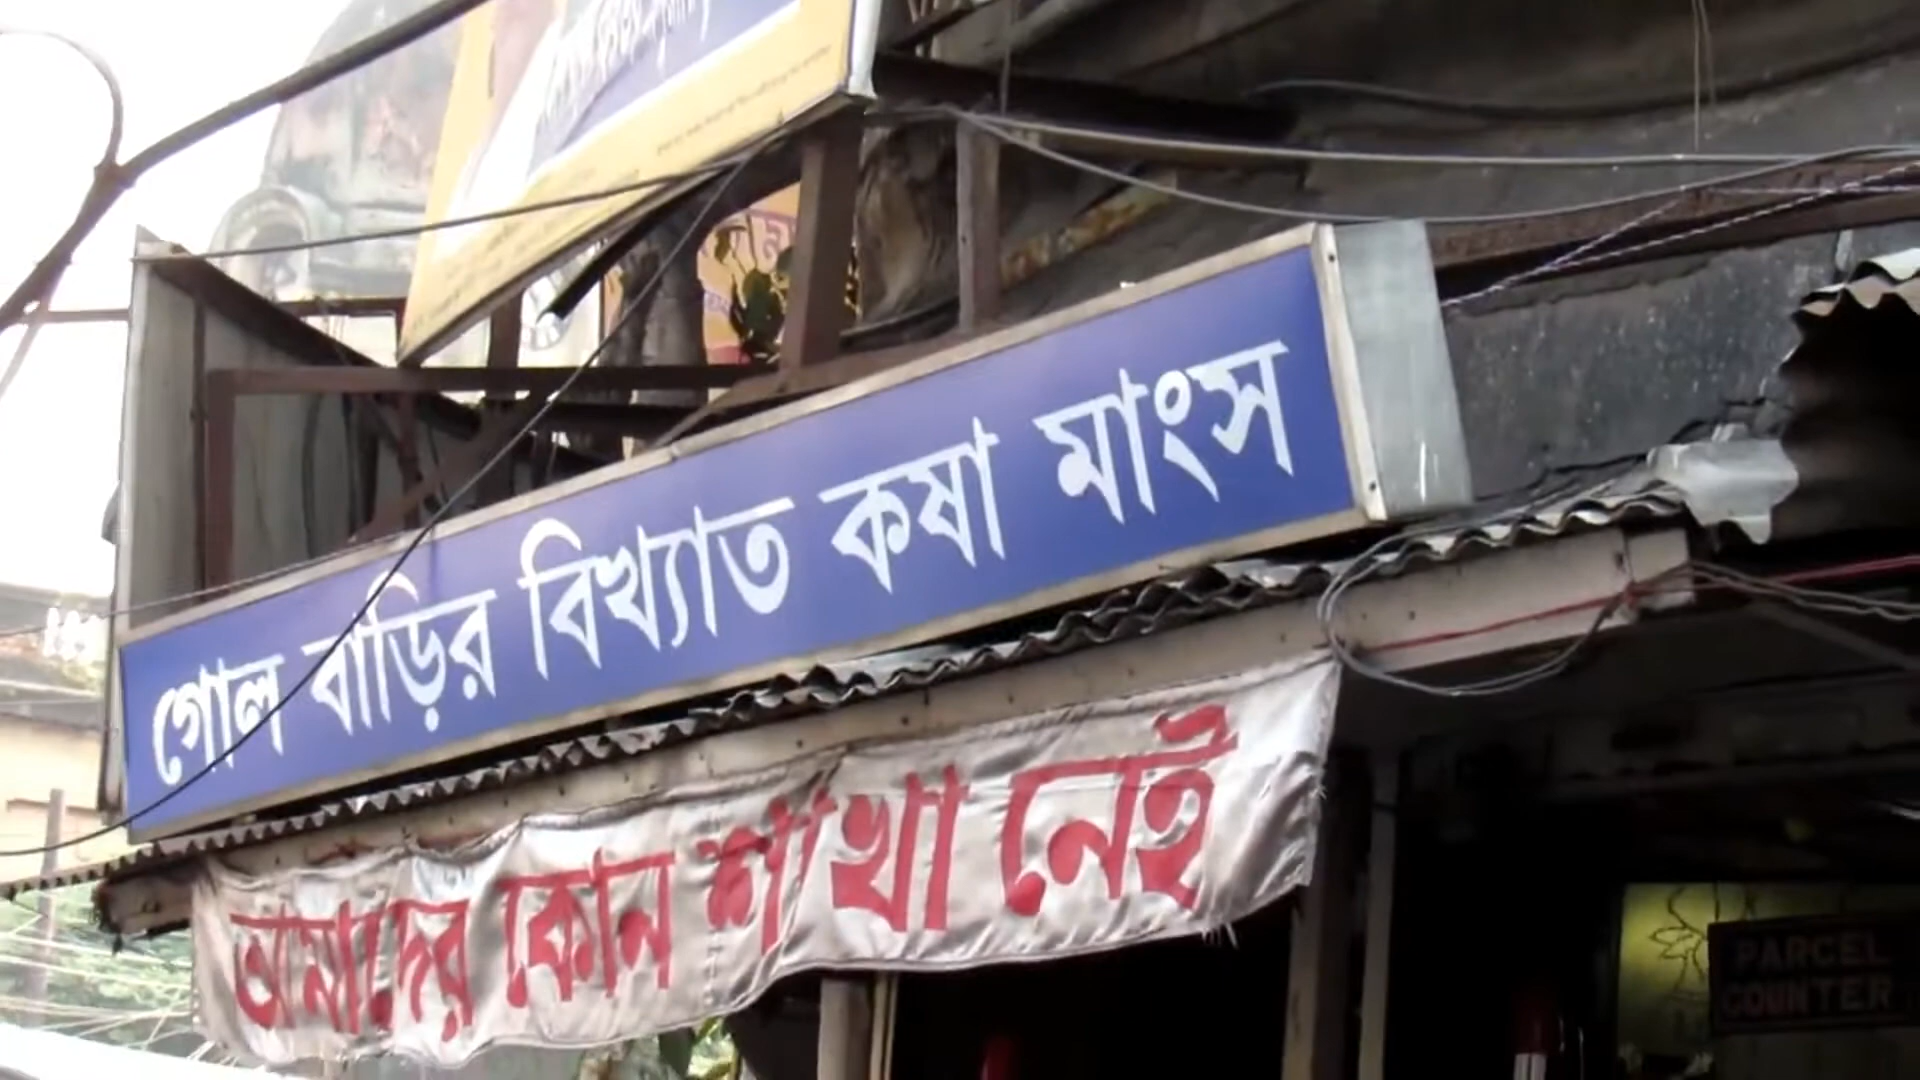 গোল বাড়ির বিখ্যাত কষা মাংস
আমাদের কোন শাখা নেই
PARCEL
COUNTER